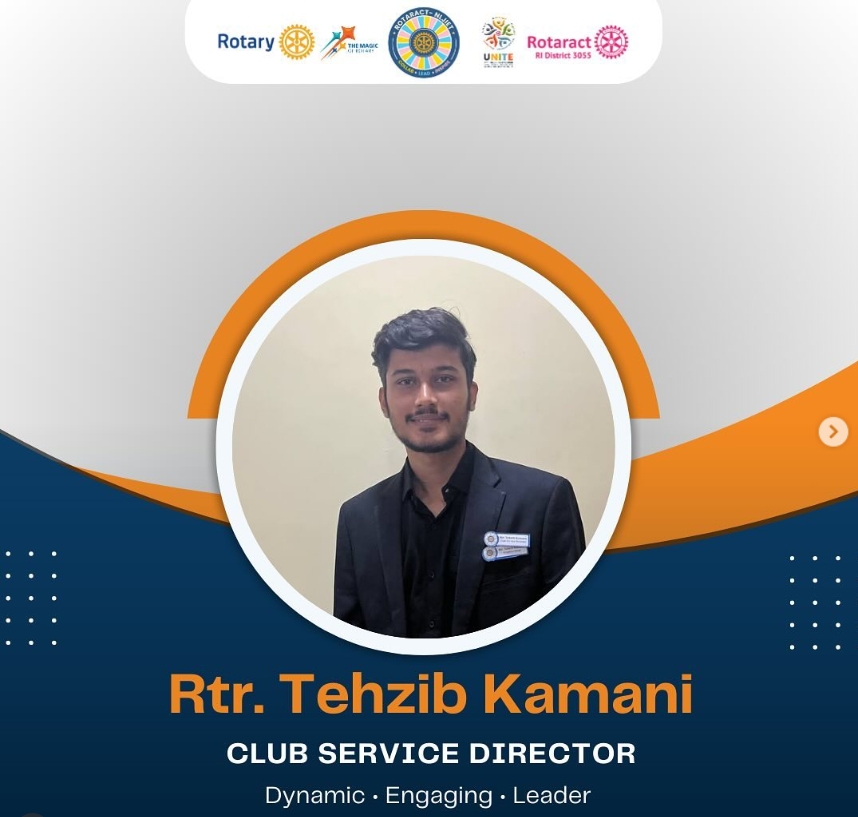 Rotary
THE MAGIC
OF ROTARY
ROTARACT
UNITE
Rotaract
RI District 3055
Rtr. Tehzib Kamani
CLUB SERVICE DIRECTOR
Dynamic · Engaging · Leader